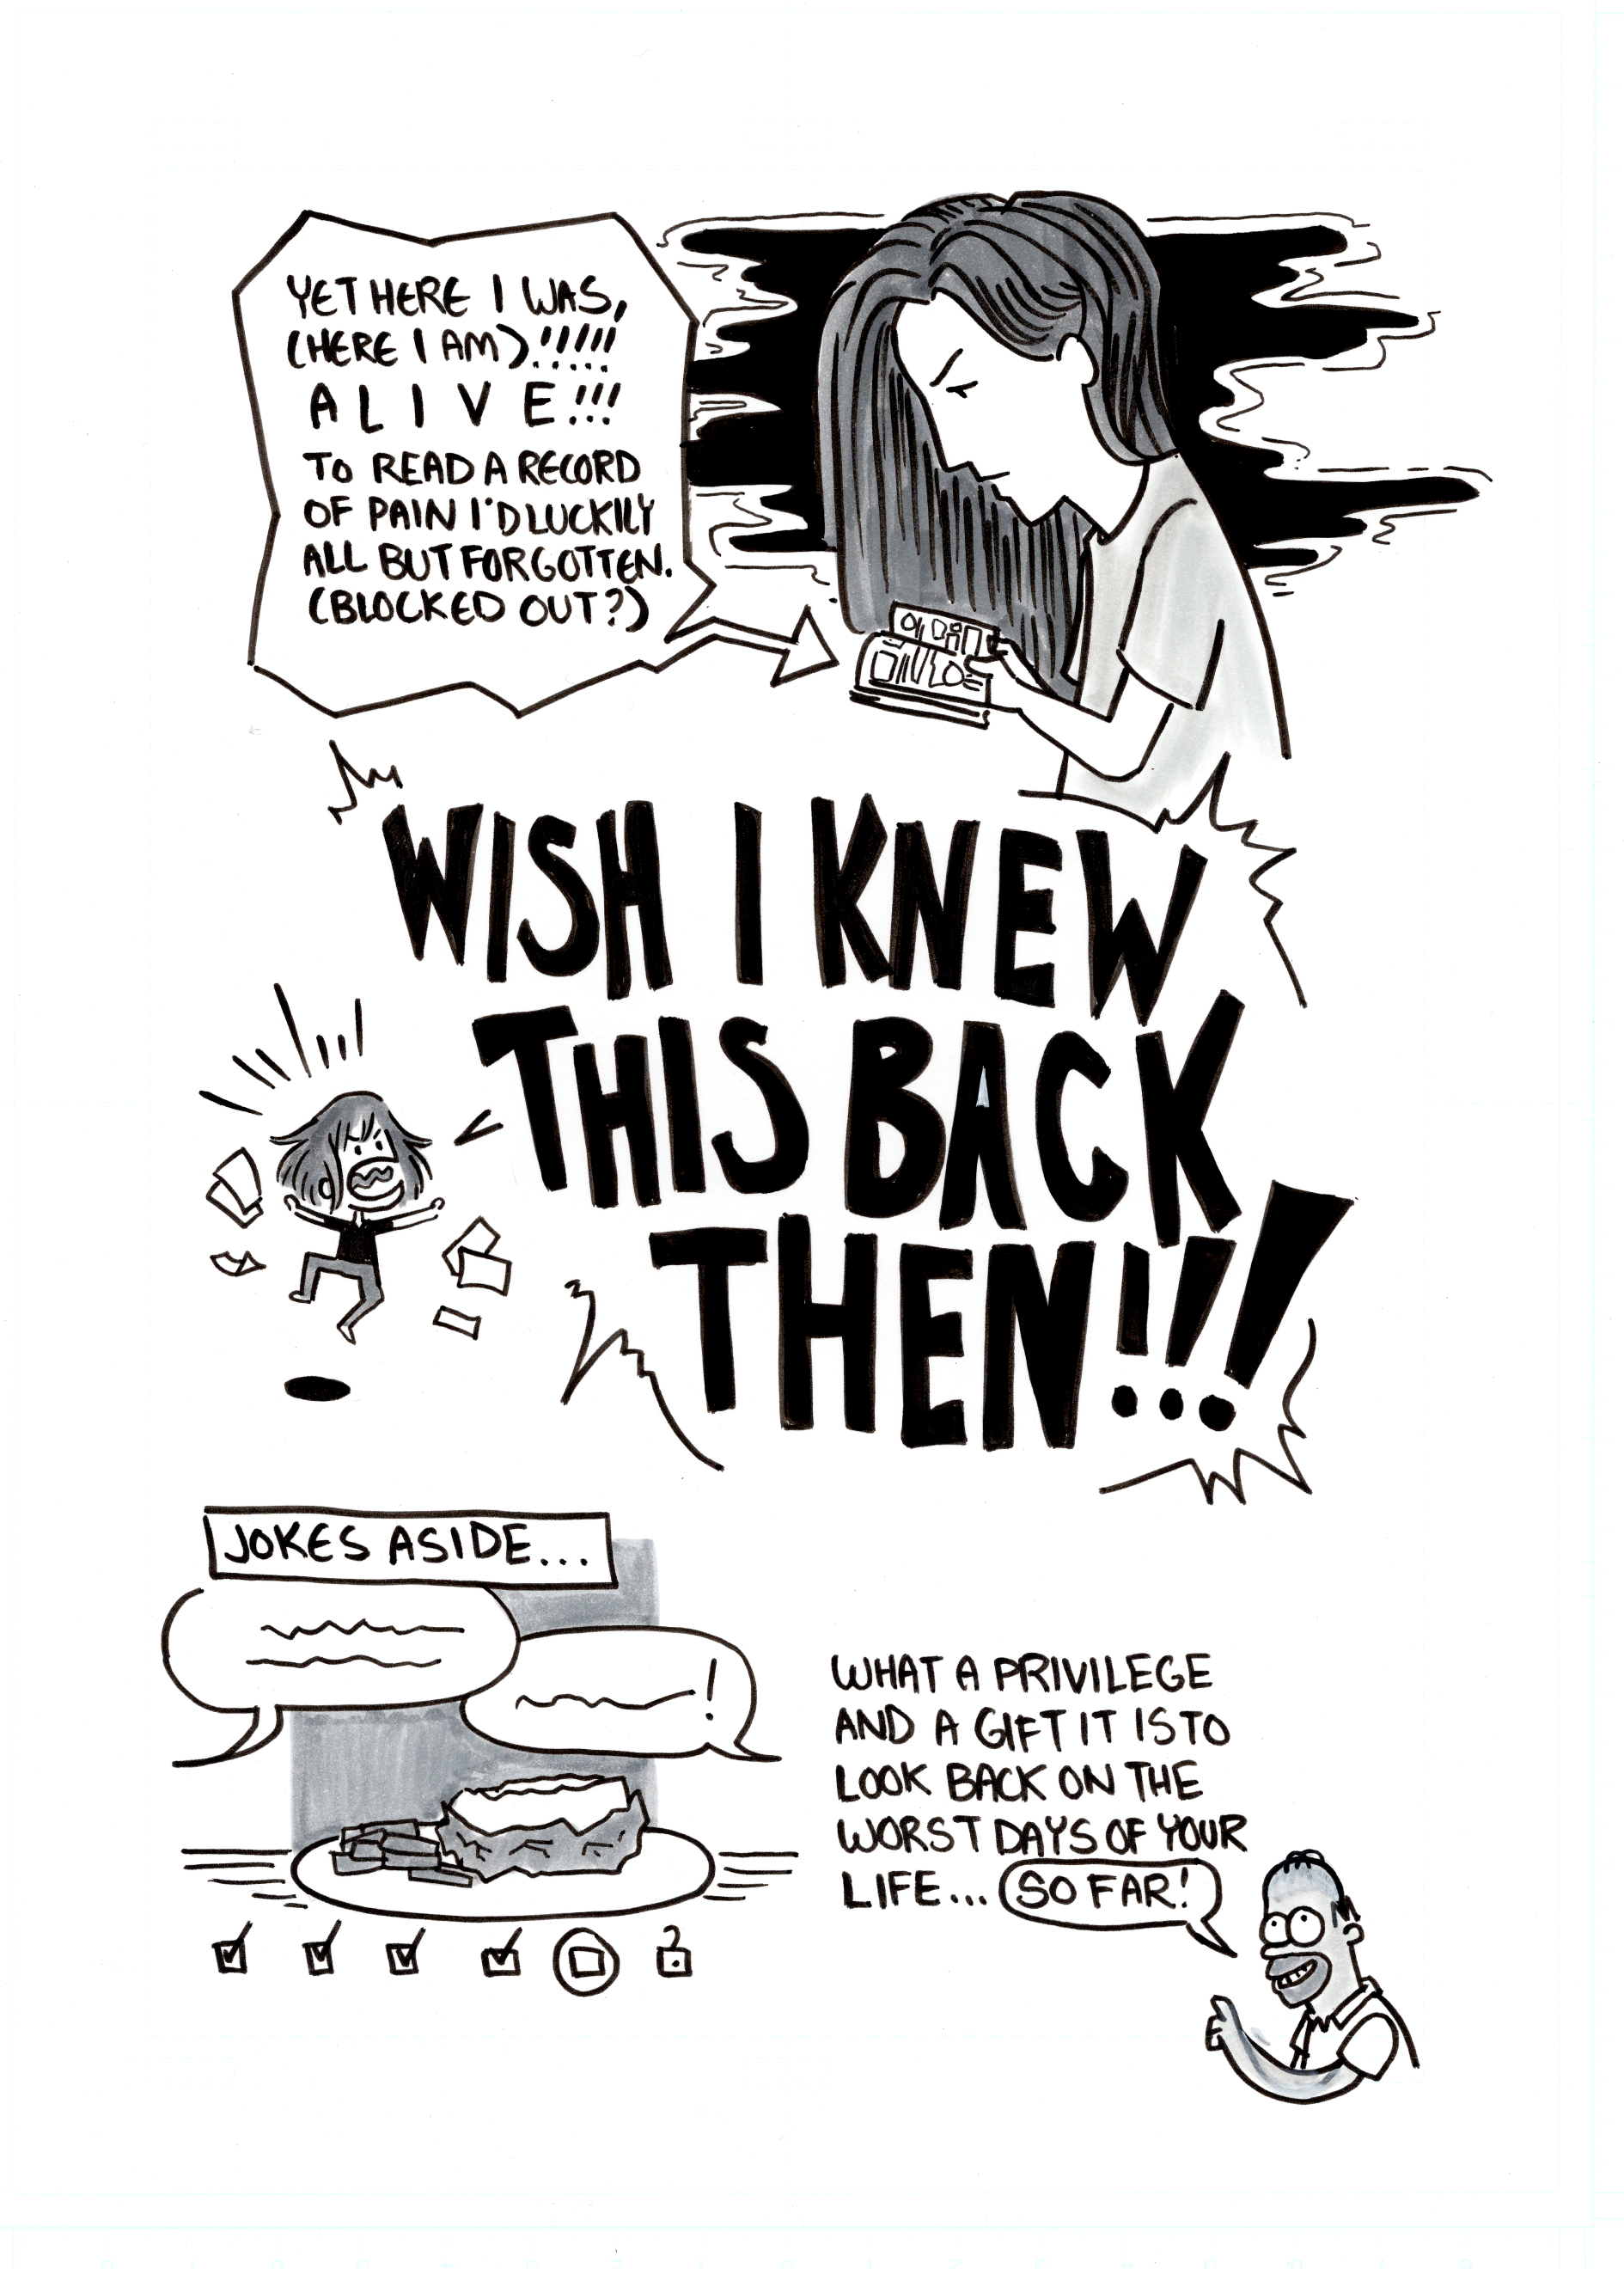 YET HERE I WAS,
(HERE I AM)!!!!!!
ALIVE!!!
TO READ A RECORD
OF PAIN I'D LUCKILY
ALL BUT FORGOTTEN.
(BLOCKED OUT?)
WISH I KNEW
THIS BACK
THEN!!!
JOKES ASIDE...
!
WHAT A PRIVILEGE
AND A GIFT IT IS TO
LOOK BACK ON THE
WORST DAYS OF YOUR
LIFE... SO FAR!
?